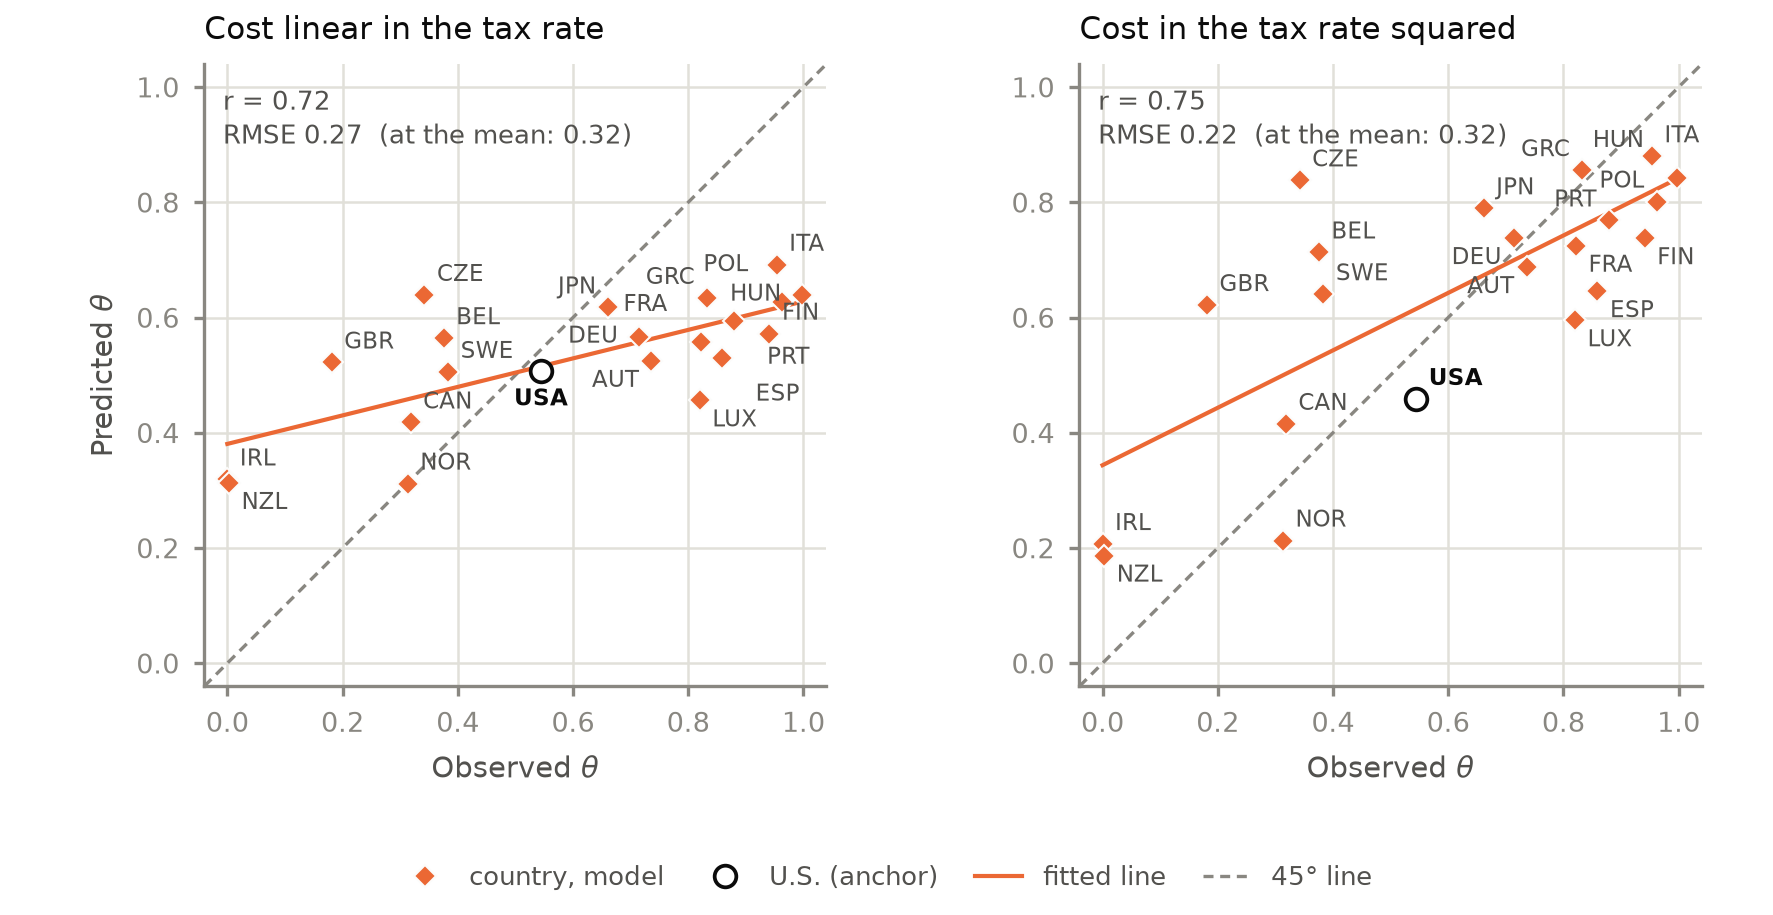 Cost linear in the tax rate
r = 0.72
RMSE 0.27 (at the mean: 0.32)
Predicted θ
1.0
0.8
0.6
0.4
0.2
0.0
ITA
POL
GRC
CZE
JPN
HUN
FRA
FIN
BEL
DEU
GBR
SWE
PRT
AUT
ESP
USA
CAN
LUX
IRL
NOR
NZL
0.0 0.2 0.4 0.6 0.8 1.0
Observed θ
Cost in the tax rate squared
r = 0.75
RMSE 0.22 (at the mean: 0.32)
1.0
0.8
0.6
0.4
0.2
0.0
ITA
HUN
GRC
CZE
POL
JPN
PRT
BEL
DEU
FIN
FRA
SWE
GBR
AUT
ESP
LUX
USA
CAN
IRL
NOR
NZL
0.0 0.2 0.4 0.6 0.8 1.0
Observed θ
country, model
U.S. (anchor)
fitted line
45° line